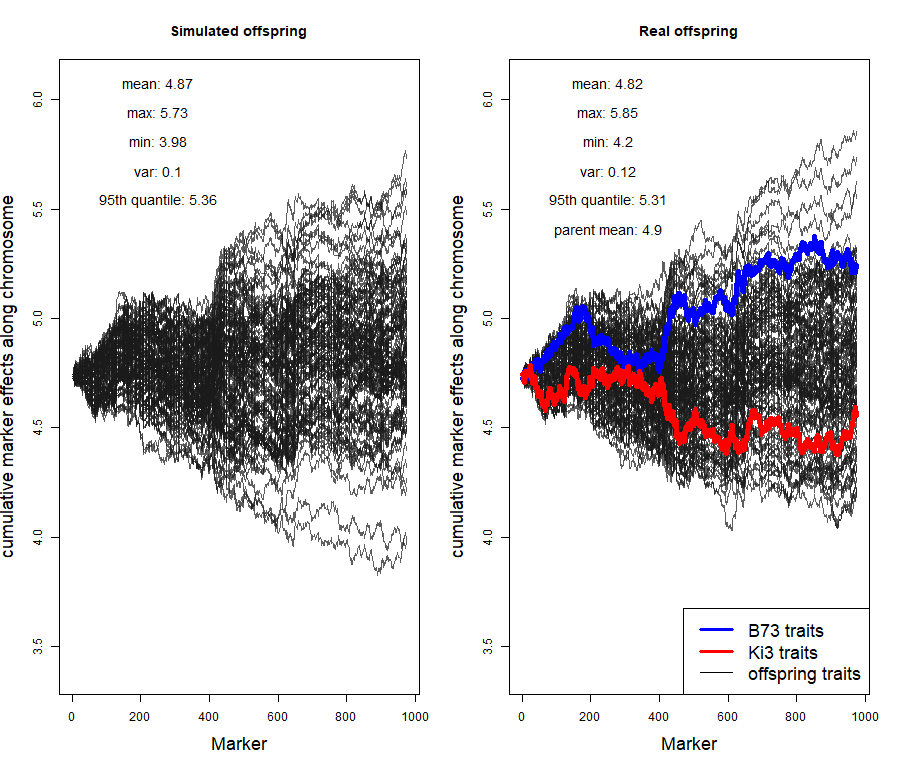 Simulated offspring
mean: 4.87
max: 5.73
min: 3.98
var: 0.1
95th quantile: 5.36
cumulative marker effects along chromosome
6.0
5.5
5.0
4.5
4.0
3.5
0 200 400 600 800 1000
Marker
Real offspring
mean: 4.82
max: 5.85
min: 4.2
var: 0.12
95th quantile: 5.31
parent mean: 4.9
cumulative marker effects along chromosome
6.0
5.5
5.0
4.5
4.0
3.5
B73 traits
Ki3 traits
offspring traits
0 200 400 600 800 1000
Marker